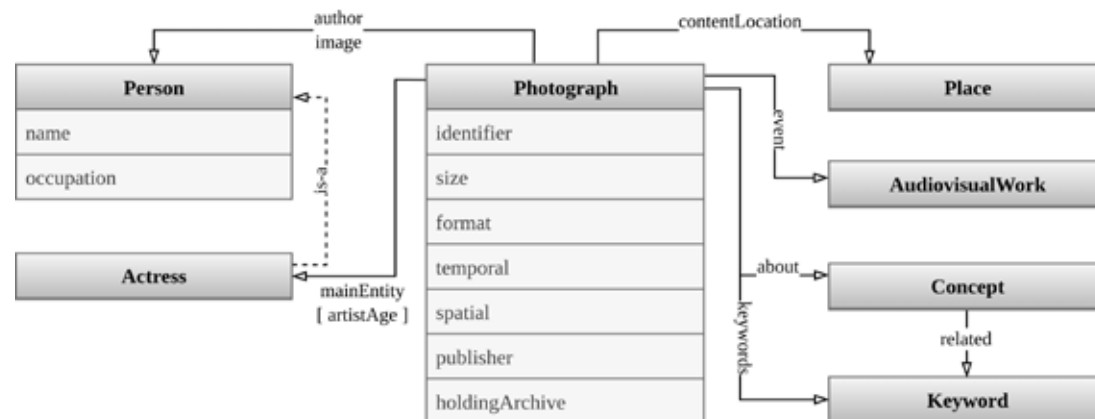 author
image
contentLocation
Person
name
occupation
is-a
Actress
mainEntity
[ artistAge ]
Photograph
identifier
size
format
temporal
spatial
publisher
holdingArchive
event
about
keywords
Place
AudiovisualWork
Concept
related
Keyword